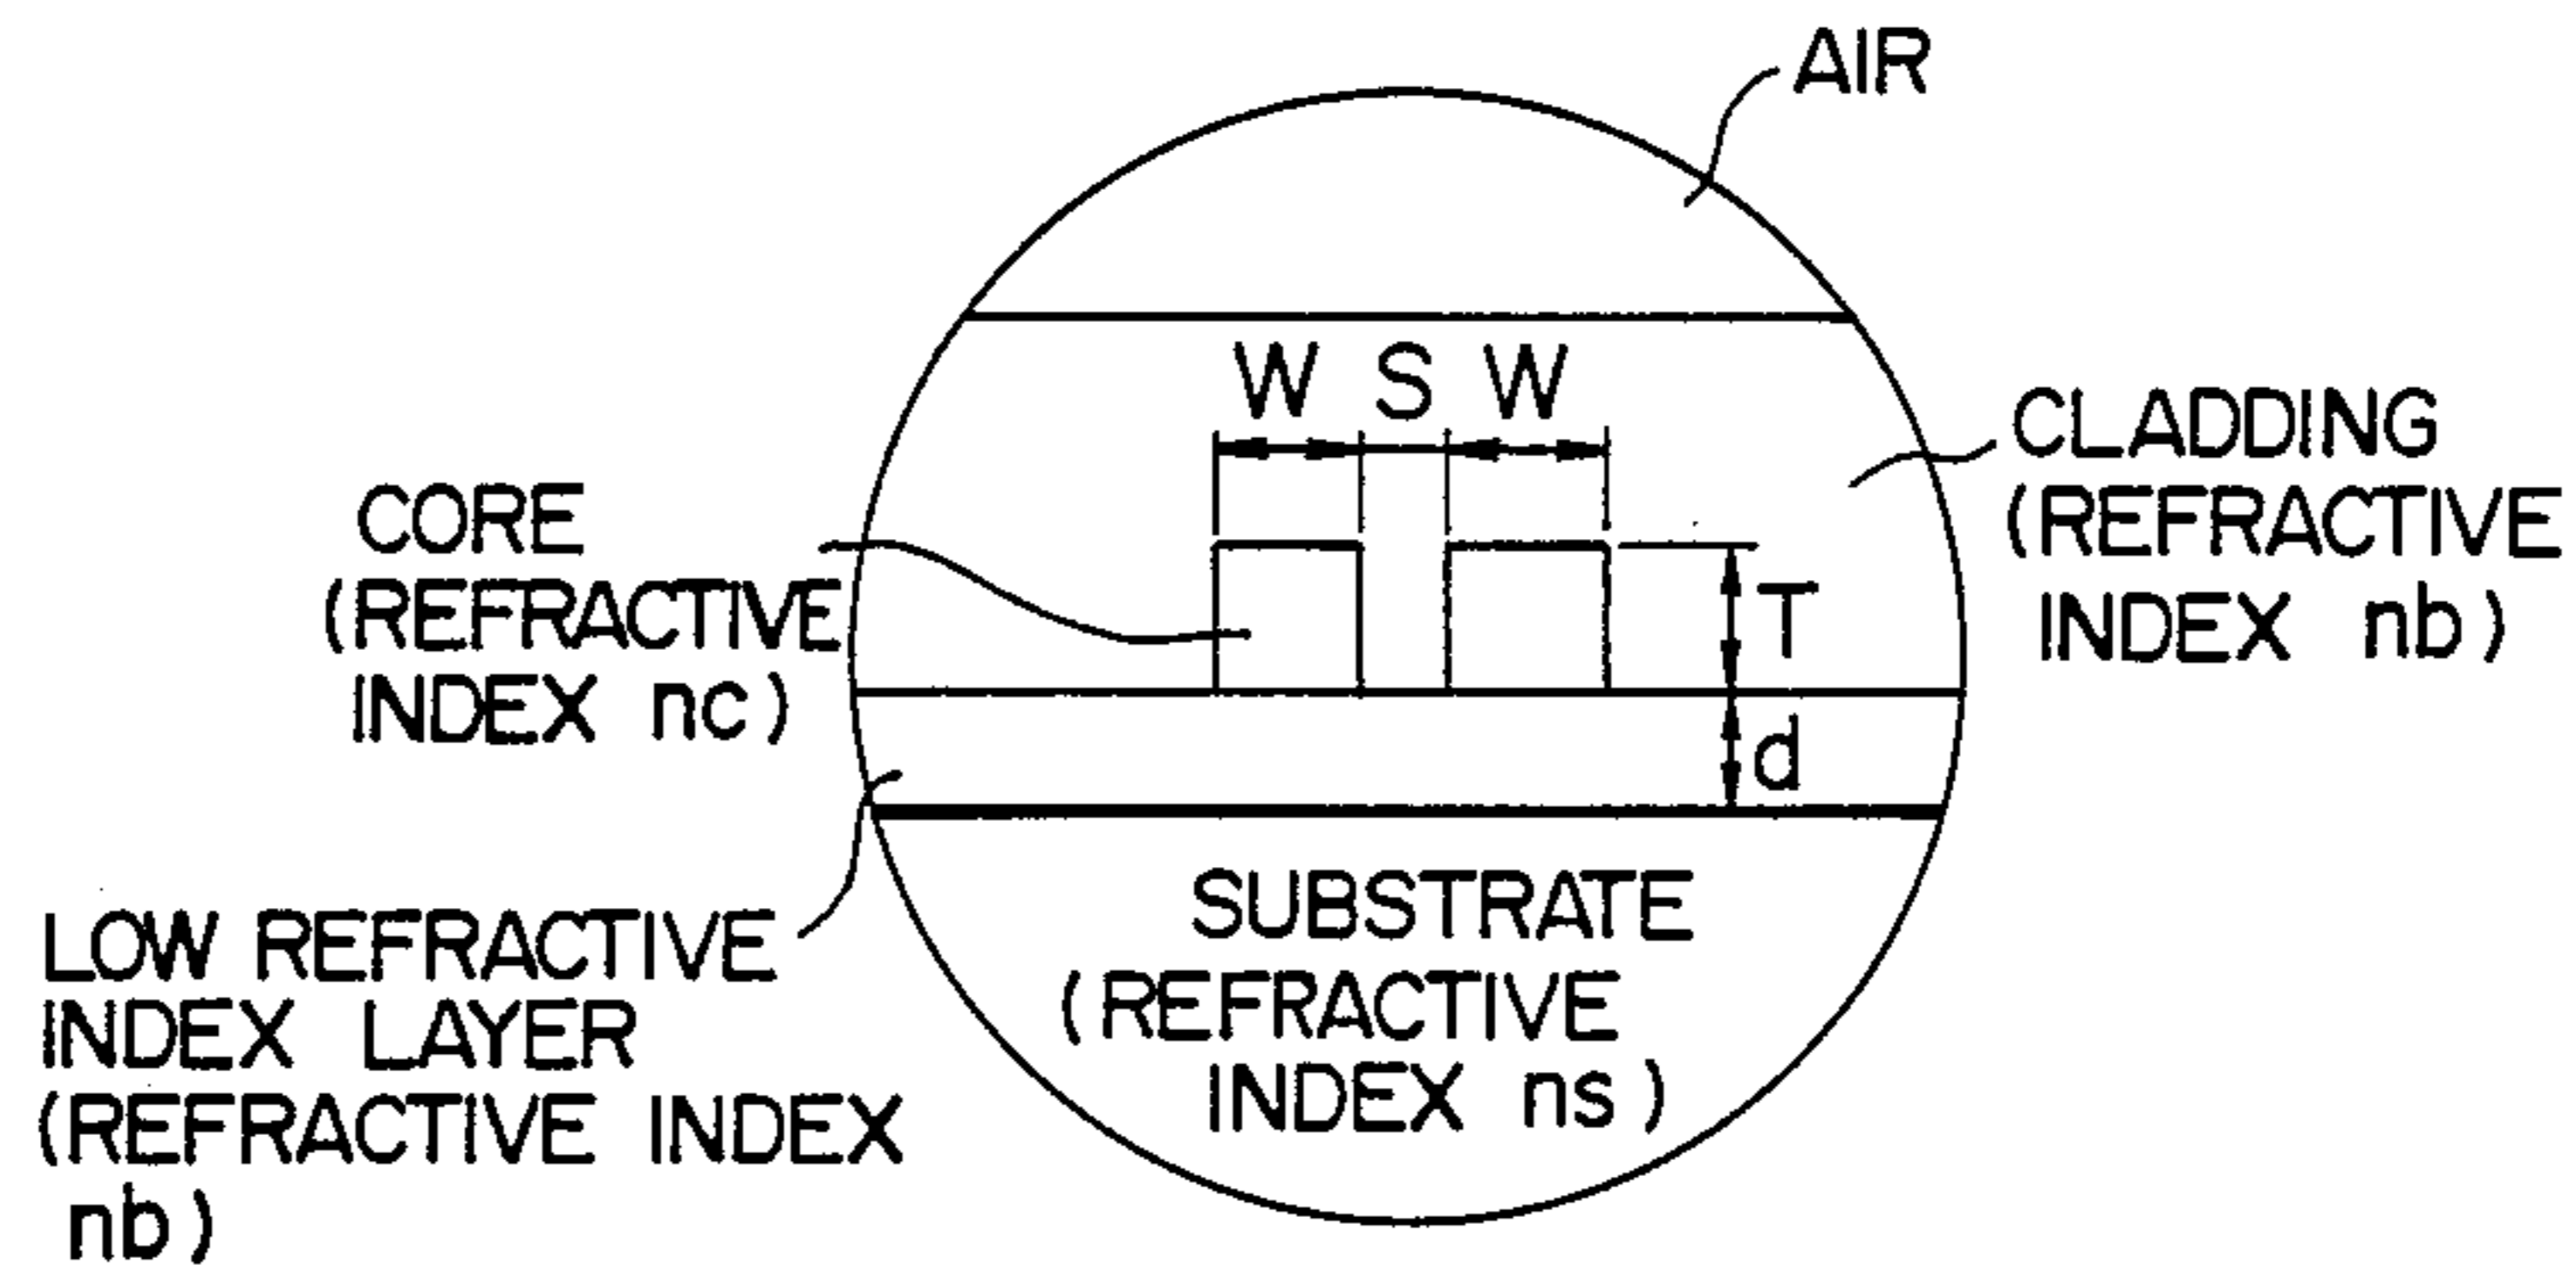 AIR
W S W
CLADDING
(REFRACTIVE
INDEX nb)
CORE
(REFRACTIVE
INDEX nc)
T
d
LOW REFRACTIVE
INDEX LAYER
(REFRACTIVE INDEX
nb)
SUBSTRATE
(REFRACTIVE
INDEX ns)